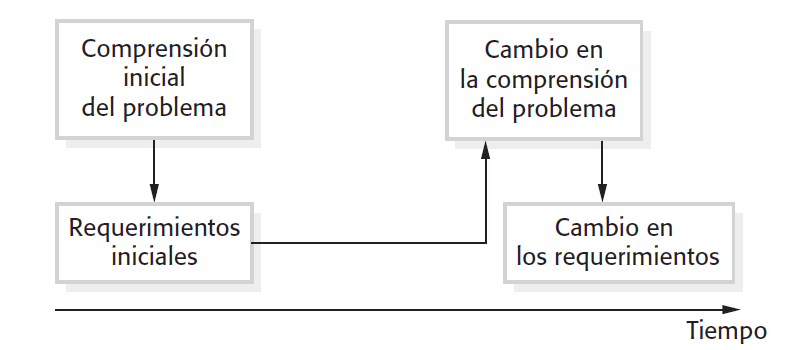 Comprensión
inicial
del problema
Requerimientos
iniciales
Cambio en
la comprensión
del problema
Cambio en
los requerimientos
Tiempo